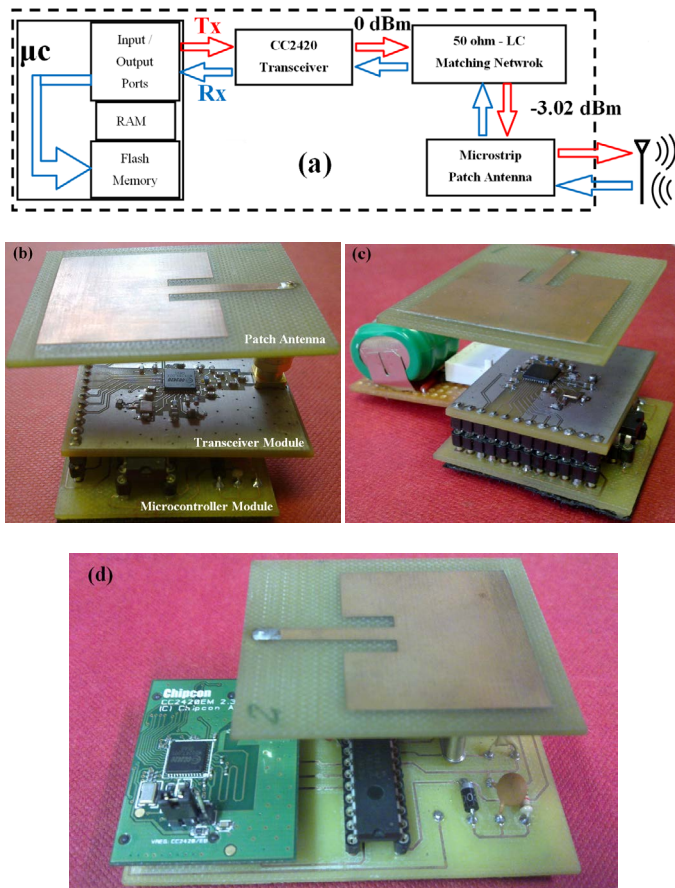 μc
Input /
Output
Ports
RAM
Flash
Memory
Tx
Rx
CC2420
Transceiver
0 dBm
50 ohm - LC
Matching Netwrok
-3.02 dBm
Microstrip
Patch Antenna
(a)
(b)
Patch Antenna
Transceiver Module
Microcontroller Module
(c)
(d)
2
Chipcon
CC2420EM 2.3
(C) Chipcon A